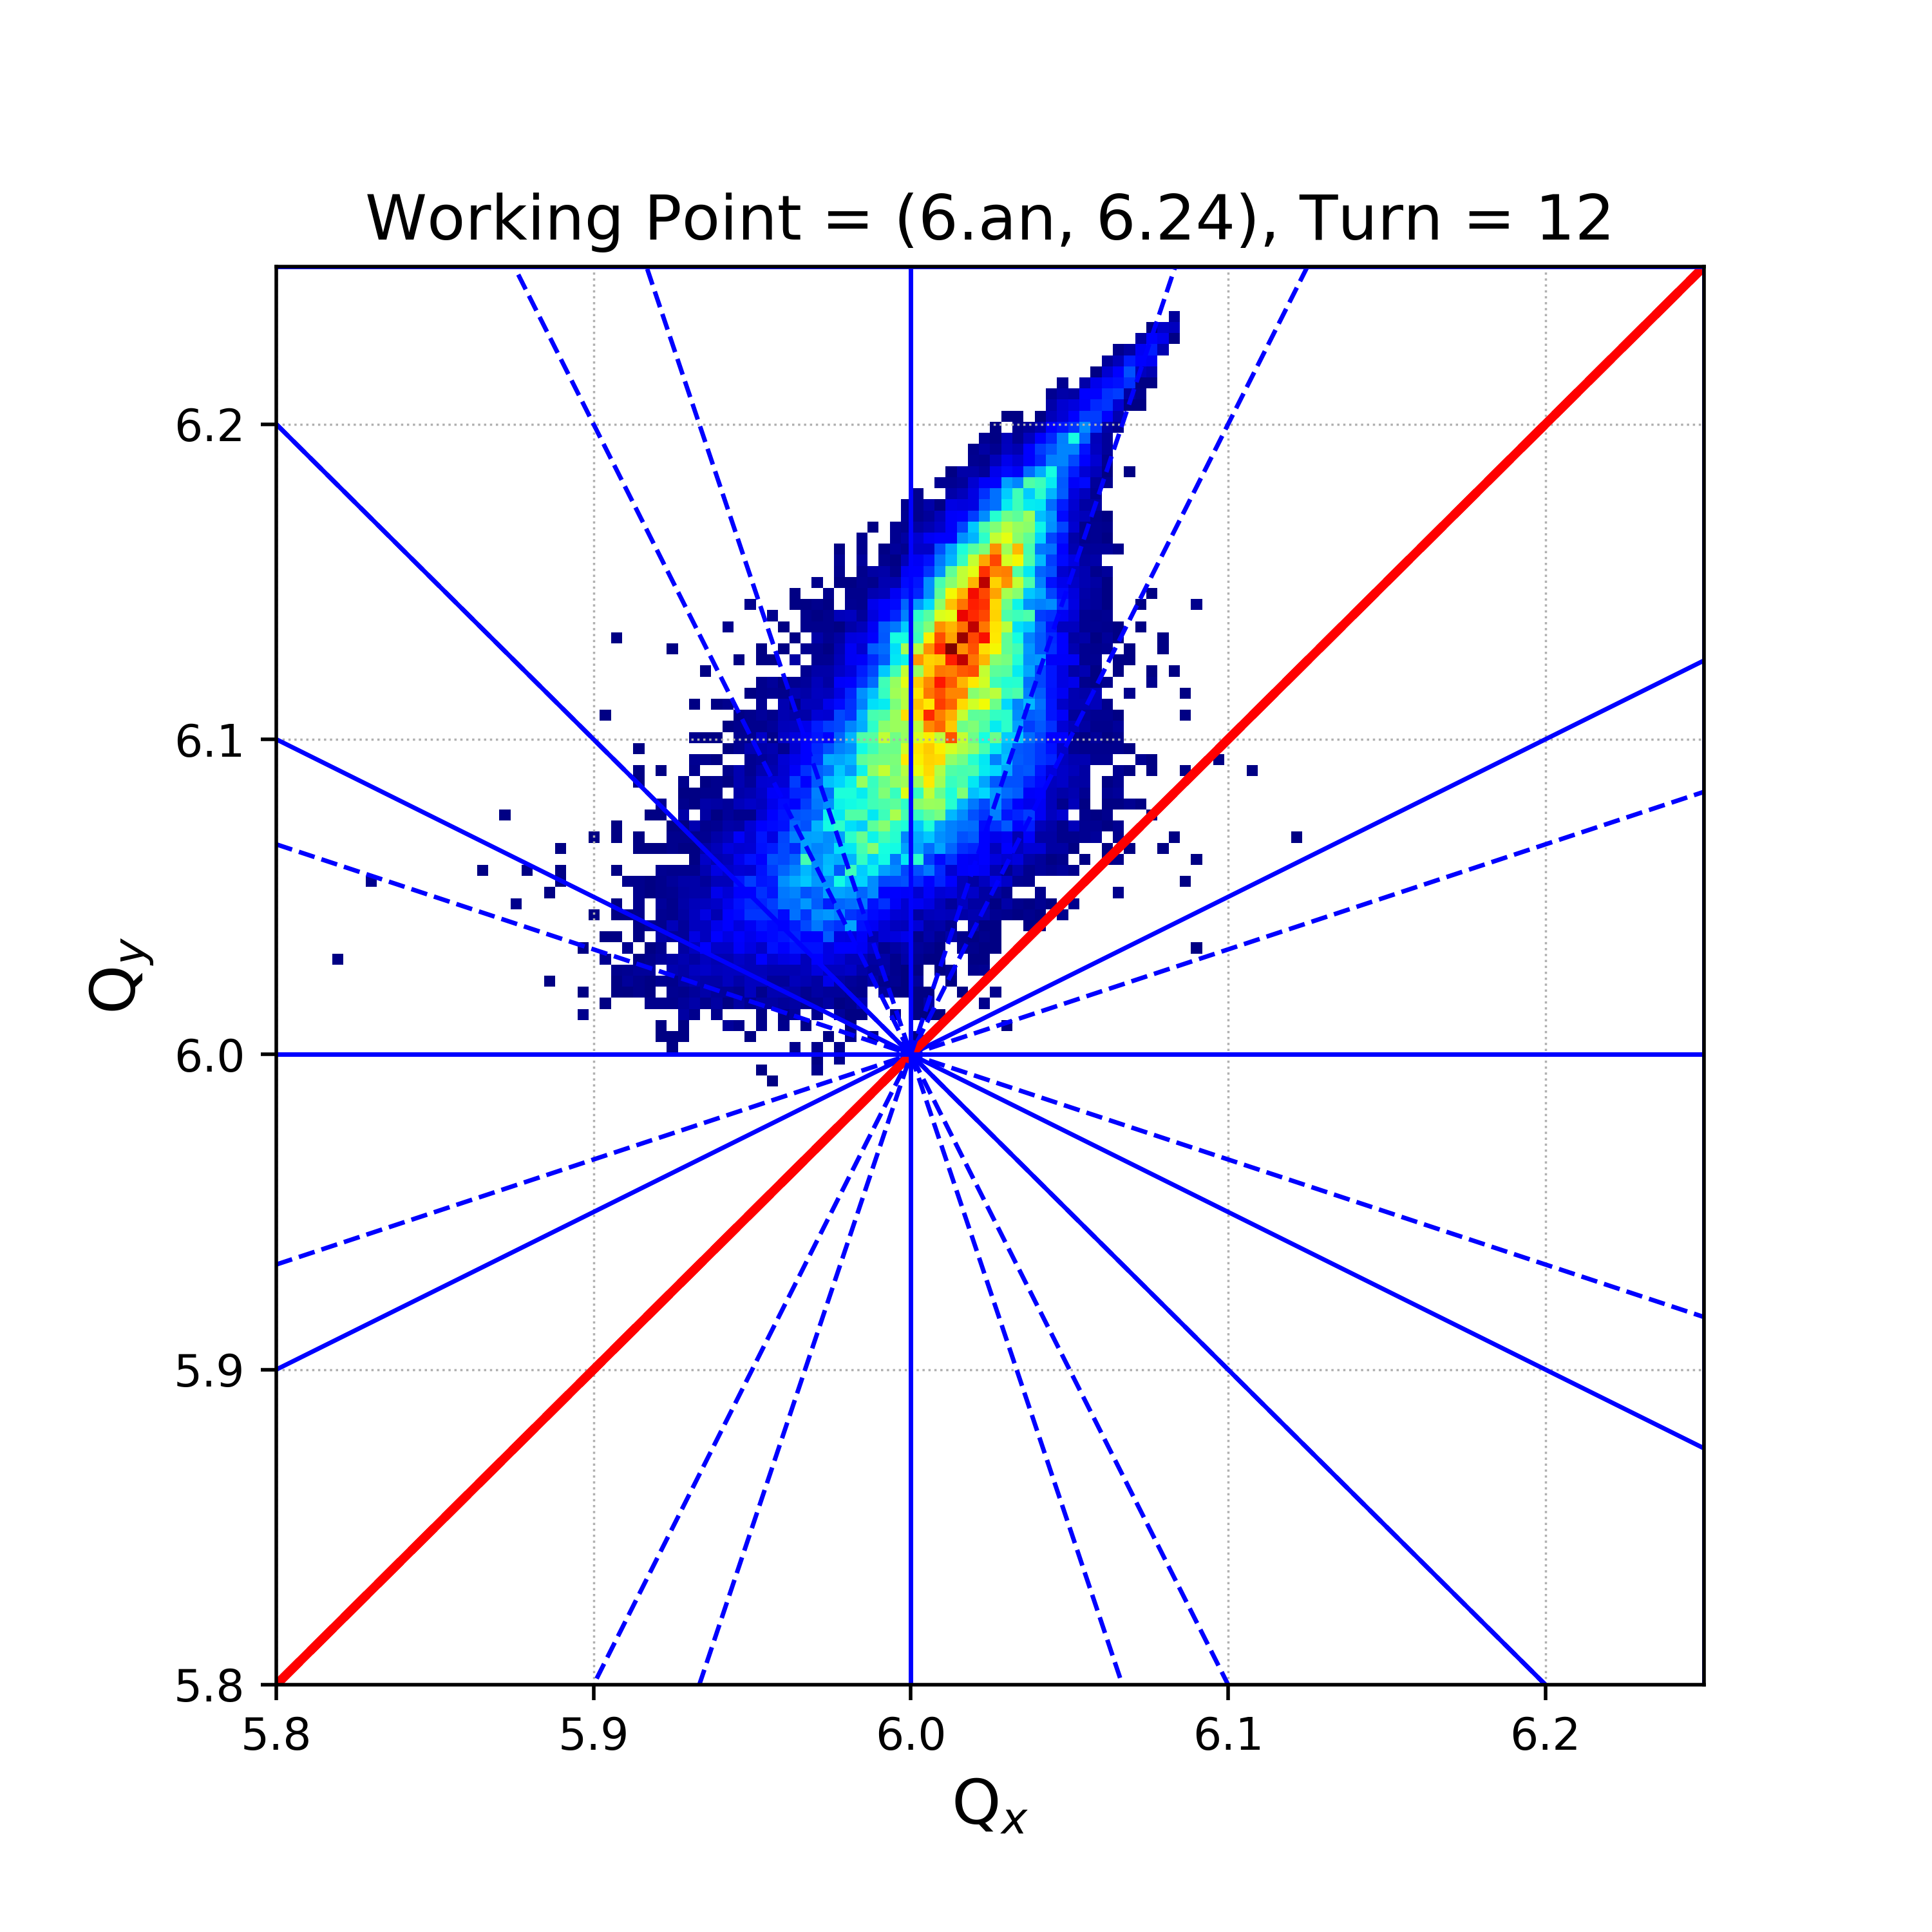 Working Point = (6.an, 6.24), Turn = 12
6.2
6.1
6.0
5.9
5.8
Qy
5.8 5.9 6.0 6.1 6.2
Qx